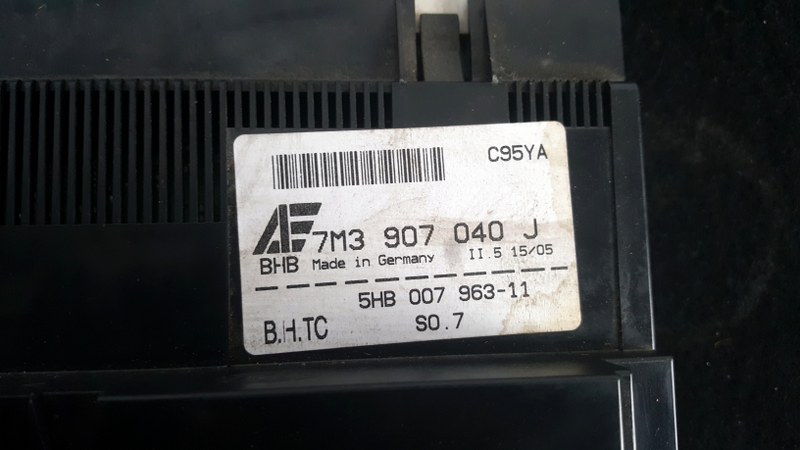 C95YA
AE 7M3 907 040 J
BHB Made in Germany II.5 15/05
5HB 007 963-11
B.H.TC SO.7